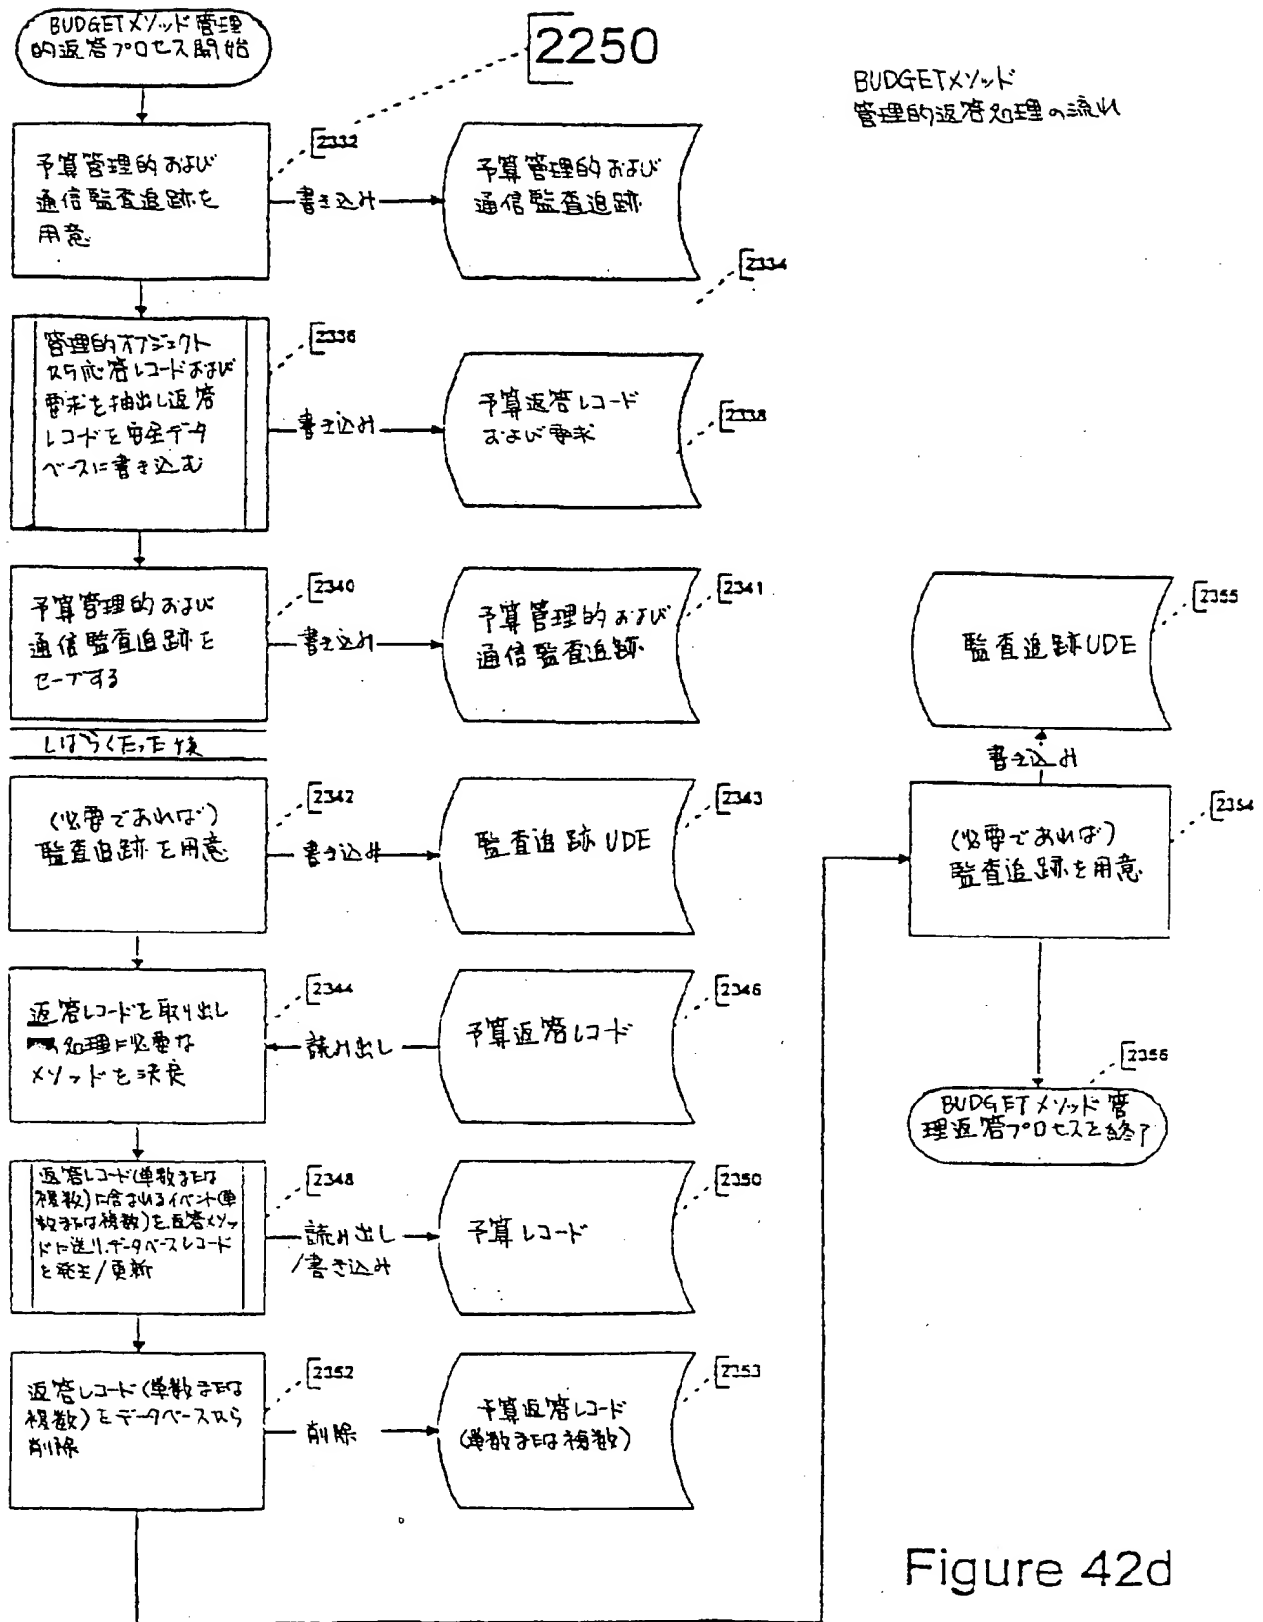 BUDGETメソッド管理
的返答プロセス開始
2250
BUDGETメソッド
管理的返答処理の流れ
予算管理的および
通信監査追跡を
用意
2332
書き込み
予算管理的および
通信監査追跡
2334
管理的オブジェクト
から応答レコードおよび
要求を抽出し返答
レコードを安全データ
ベースに書き込む
2336
書き込み
予算返答レコード
および要求
2338
予算管理的および
通信監査追跡を
セーブする
2340
書き込み
予算管理的および
通信監査追跡
2341
しばらくたった後
(必要であれば)
監査追跡を用意
2342
書き込み
監査追跡UDE
2343
返答レコードを取り出し
処理に必要な
メソッドを決定
2344
読み出し
予算返答レコード
2346
返答レコード(単数または
複数)に含まれるイベント(単
数または複数)を返答メソッ
ドに送り、データベースレコード
を発生/更新
2348
読み出し
/書き込み
予算レコード
2350
返答レコード(単数または
複数)をデータベースから
削除
2352
削除
予算返答レコード
(単数または複数)
2353
監査追跡UDE
2355
書き込み
(必要であれば)
監査追跡を用意
2354
2356
BUDGETメソッド管
理返答プロセスを終了
Figure 42d